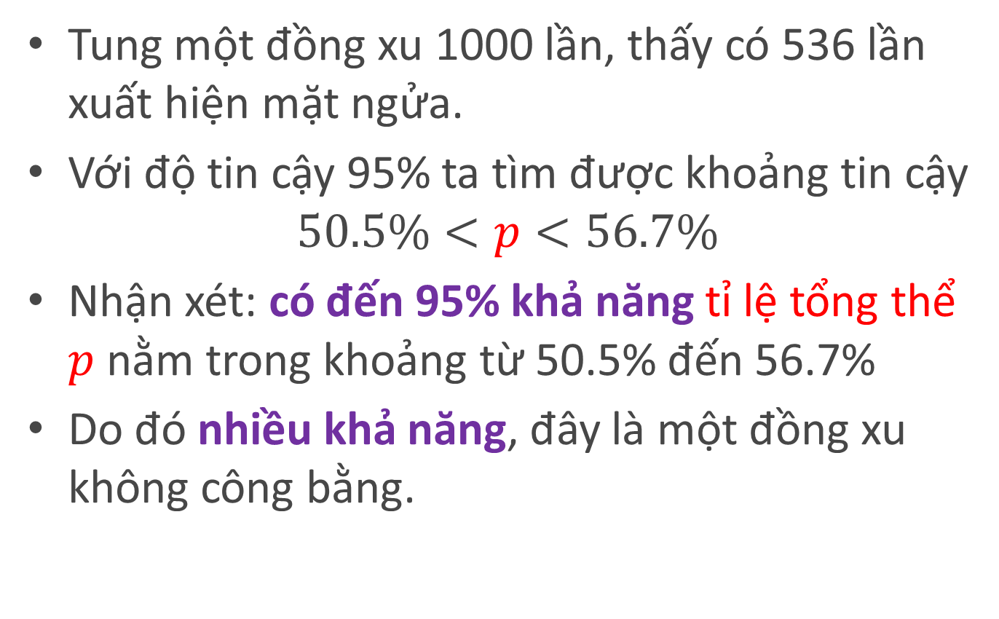 • Tung một đồng xu 1000 lần, thấy có 536 lần
xuất hiện mặt ngửa.
• Với độ tin cậy 95% ta tìm được khoảng tin cậy
50.5% < p < 56.7%
• Nhận xét: có đến 95% khả năng tỉ lệ tổng thể
p nằm trong khoảng từ 50.5% đến 56.7%
• Do đó nhiều khả năng, đây là một đồng xu
không công bằng.